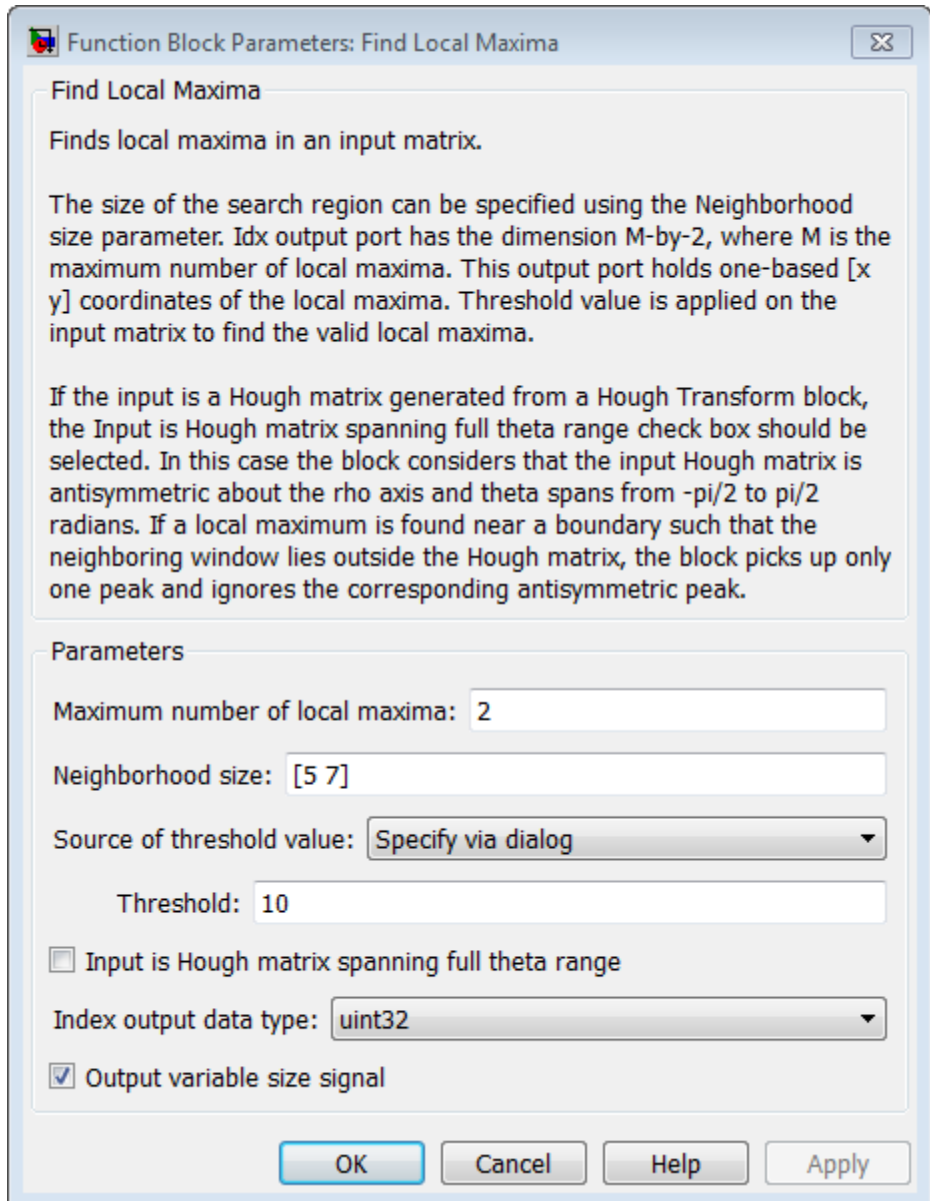 Function Block Parameters: Find Local Maxima
Find Local Maxima
Finds local maxima in an input matrix.
The size of the search region can be specified using the Neighborhood
size parameter. Idx output port has the dimension M-by-2, where M is the
maximum number of local maxima. This output port holds one-based [x
y] coordinates of the local maxima. Threshold value is applied on the
input matrix to find the valid local maxima.
If the input is a Hough matrix generated from a Hough Transform block,
the Input is Hough matrix spanning full theta range check box should be
selected. In this case the block considers that the input Hough matrix is
antisymmetric about the rho axis and theta spans from -pi/2 to pi/2
radians. If a local maximum is found near a boundary such that the
neighboring window lies outside the Hough matrix, the block picks up only
one peak and ignores the corresponding antisymmetric peak.
Parameters
Maximum number of local maxima: 2
Neighborhood size: [5 7]
Source of threshold value: Specify via dialog
Threshold: 10
Input is Hough matrix spanning full theta range
Index output data type: uint32
Output variable size signal
OK Cancel Help Apply